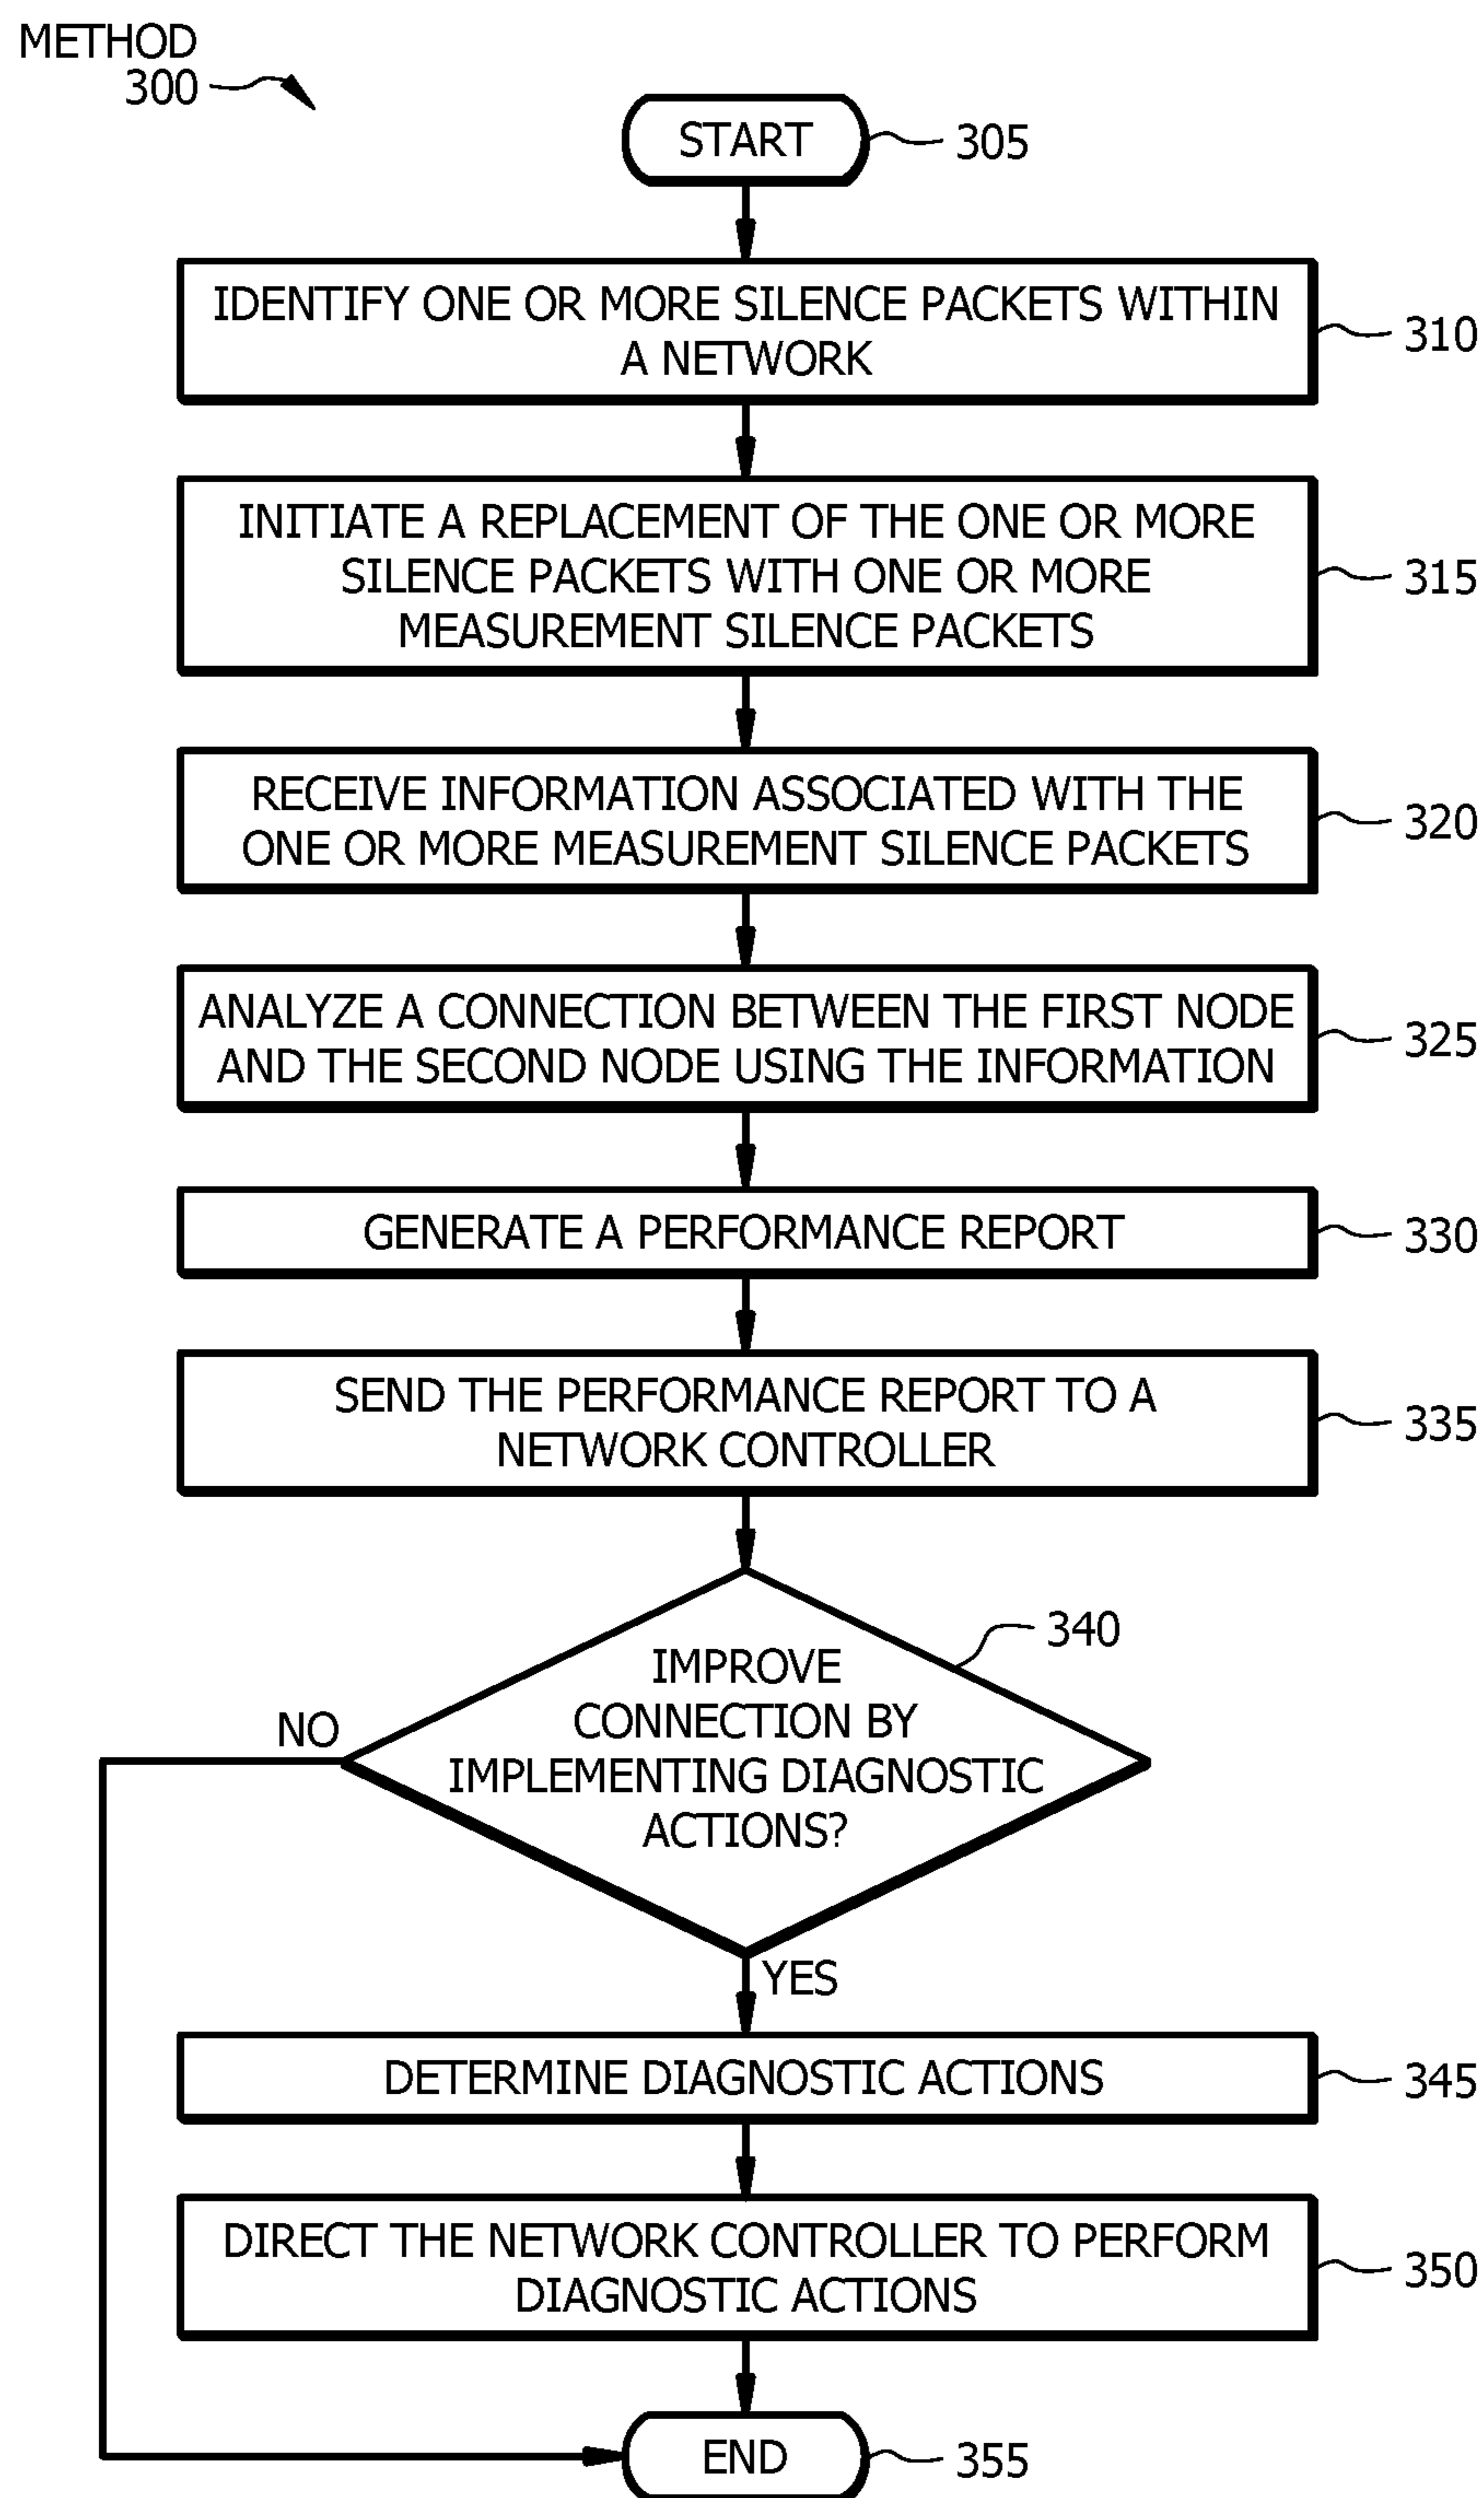 METHOD
300
START
305
IDENTIFY ONE OR MORE SILENCE PACKETS WITHIN
A NETWORK
310
INITIATE A REPLACEMENT OF THE ONE OR MORE
SILENCE PACKETS WITH ONE OR MORE
MEASUREMENT SILENCE PACKETS
315
RECEIVE INFORMATION ASSOCIATED WITH THE
ONE OR MORE MEASUREMENT SILENCE PACKETS
320
ANALYZE A CONNECTION BETWEEN THE FIRST NODE
AND THE SECOND NODE USING THE INFORMATION
325
GENERATE A PERFORMANCE REPORT
330
SEND THE PERFORMANCE REPORT TO A
NETWORK CONTROLLER
335
340
IMPROVE
CONNECTION BY
IMPLEMENTING DIAGNOSTIC
ACTIONS?
NO
YES
DETERMINE DIAGNOSTIC ACTIONS
345
DIRECT THE NETWORK CONTROLLER TO PERFORM
DIAGNOSTIC ACTIONS
350
END
355